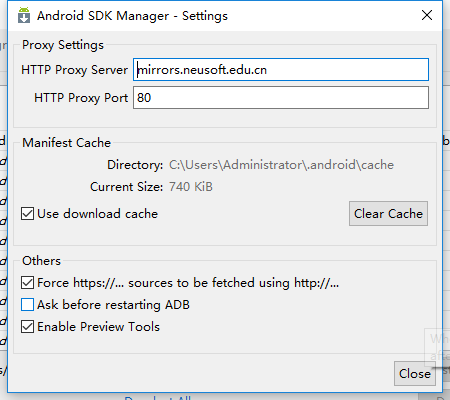 Android SDK Manager - Settings
Proxy Settings
HTTP Proxy Server mirrors.neusoft.edu.cn
HTTP Proxy Port 80
Manifest Cache
Directory: C:\Users\Administrator\.android\cache
Current Size: 740 KiB
Use download cache Clear Cache
Others
Force https://... sources to be fetched using http://...
Ask before restarting ADB
Enable Preview Tools
Close